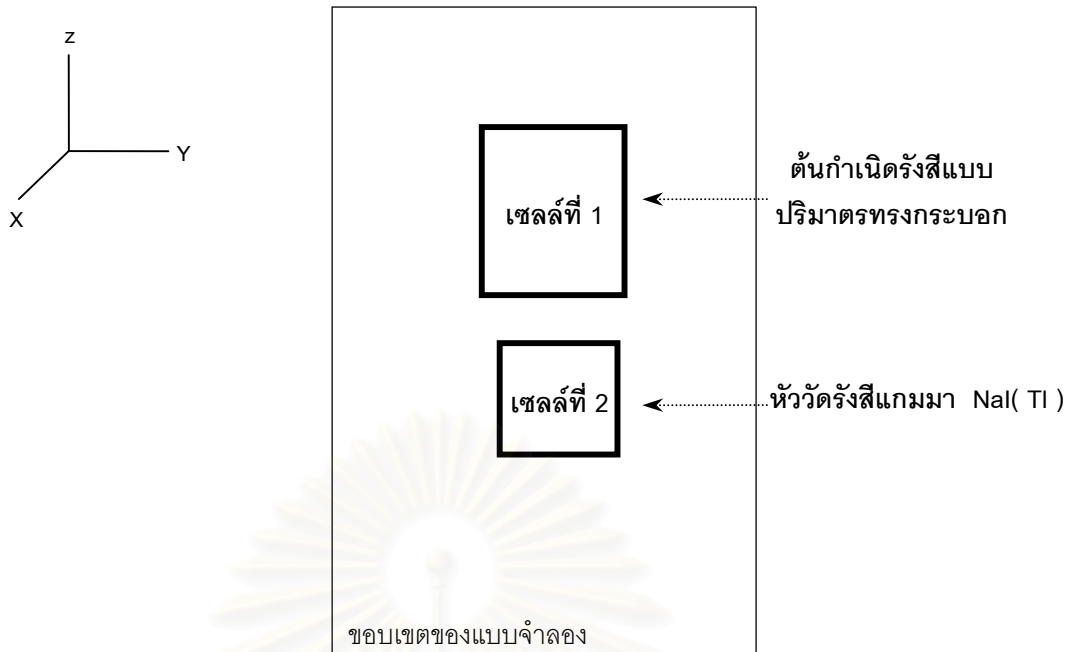 z
Y
X
เซลล์ที่ 1
ต้นกำเนิดรังสีแบบ
ปริมาตรทรงกระบอก
เซลล์ที่ 2
หัววัดรังสีแกมมา NaI( Tl )
ขอบเขตของแบบจำลอง